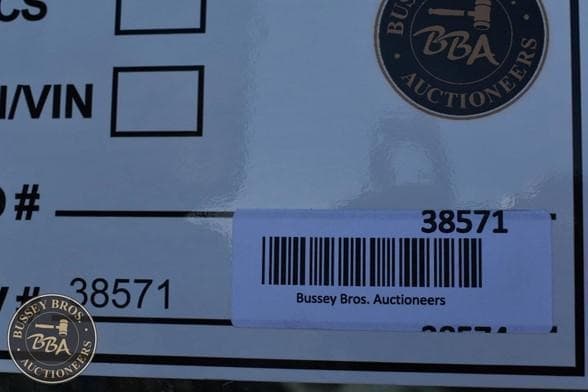 CS
BUSSEY BROS.
BBA
AUCTIONEERS
/VIN
#
38571
Bussey Bros. Auctioneers
# 38571
BUSSEY BROS.
BBA
AUCTIONEERS